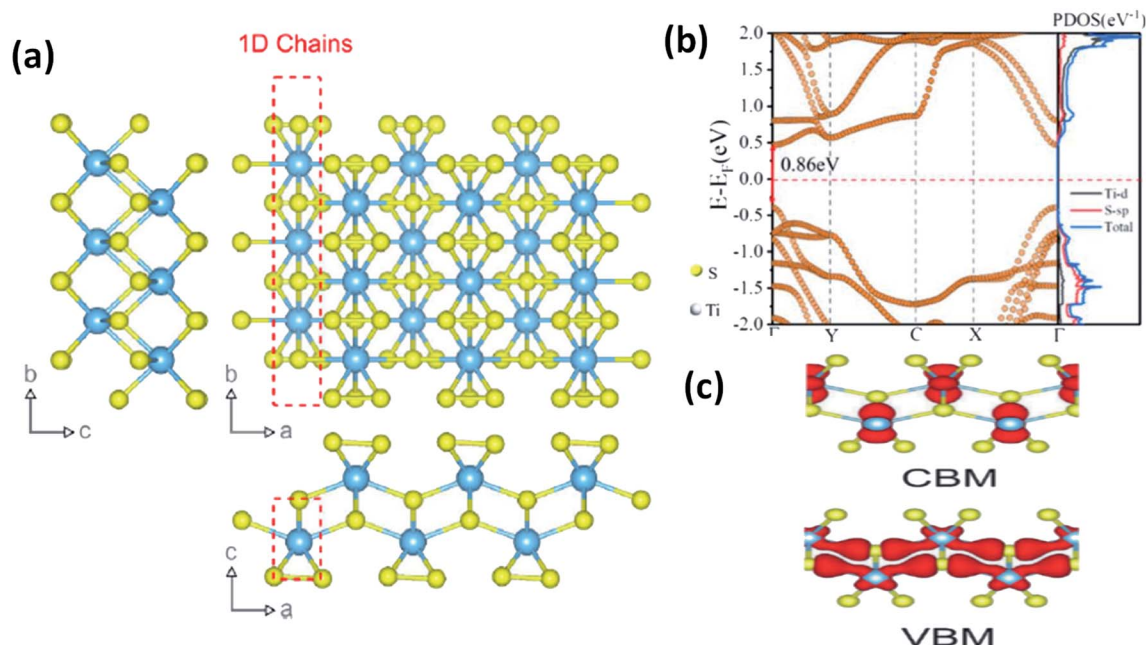 (a)
1D Chains
b
c
b
a
c
a
S
Ti
(b)
PDOS(eV⁻¹)
E-E_F(eV)
2.0
1.5
1.0
0.5
0.0
-0.5
-1.0
-1.5
-2.0
0.86eV
Ti-d
S-sp
Total
Γ Y C X Γ
(c)
CBM
VBM